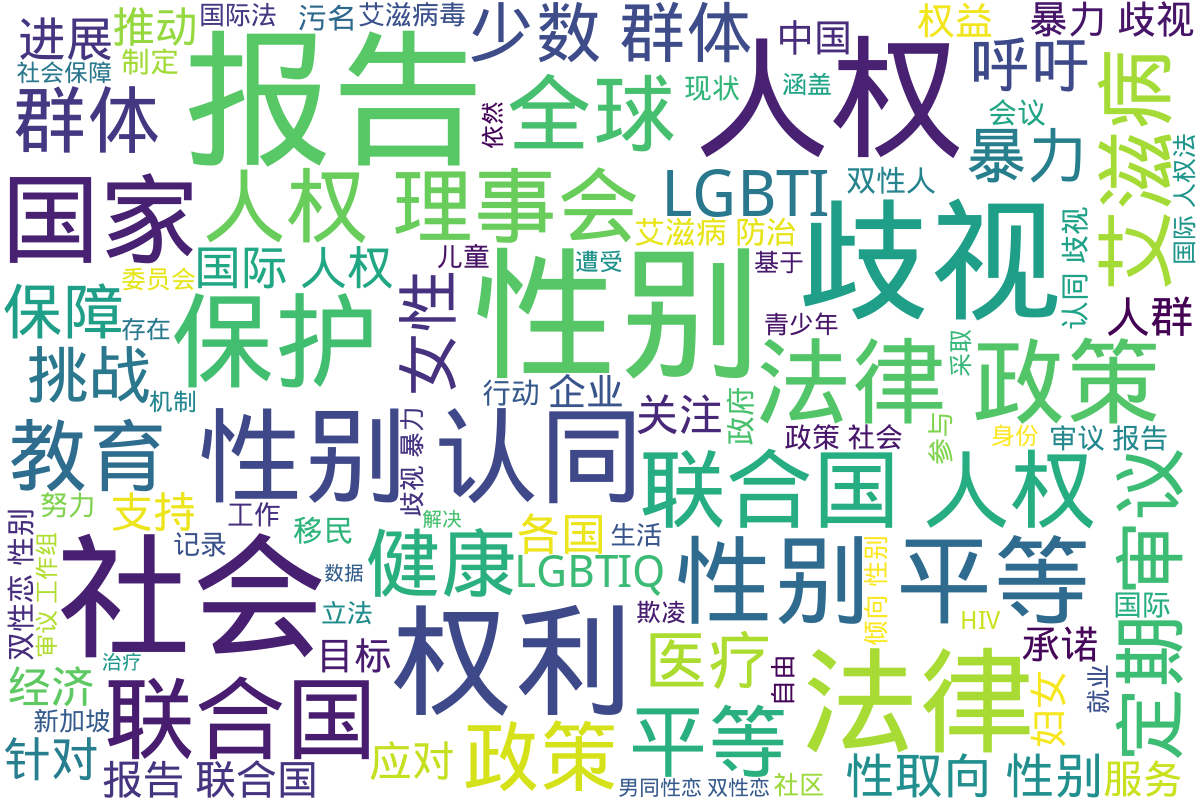 进展
推动
国际法
污名
艾滋病毒
少数 群体
中国
权益
暴力 歧视
社会保障
制定
报告
全球
现状
涵盖
人权
呼吁
艾滋病
群体
依然
会议
暴力
国际 人权法
国家
人权 理事会
LGBTI
双性人
歧视
认同 歧视
委员会
国际 人权
儿童
艾滋病 防治
遭受
基于
性别
保障
存在
保护
女性
青少年
人群
挑战
机制
行动
企业
关注
政府
法律
采取
政策
教育
性别 认同
歧视 暴力
政策 社会
参与
身份
审议 报告
联合国 人权
定期审议
努力
支持
工作
移民
解决
各国
生活
双性恋 性别
审议 工作组
社会
记录
数据
健康
LGBTIQ
性别 平等
倾向 性别
国际
立法
权利
欺凌
HIV
承诺
治疗
目标
医疗
自由
法律
妇女
就业
经济
新加坡
联合国
针对
报告 联合国
应对
政策
平等
男同性恋 双性恋
社区
性取向 性别
服务